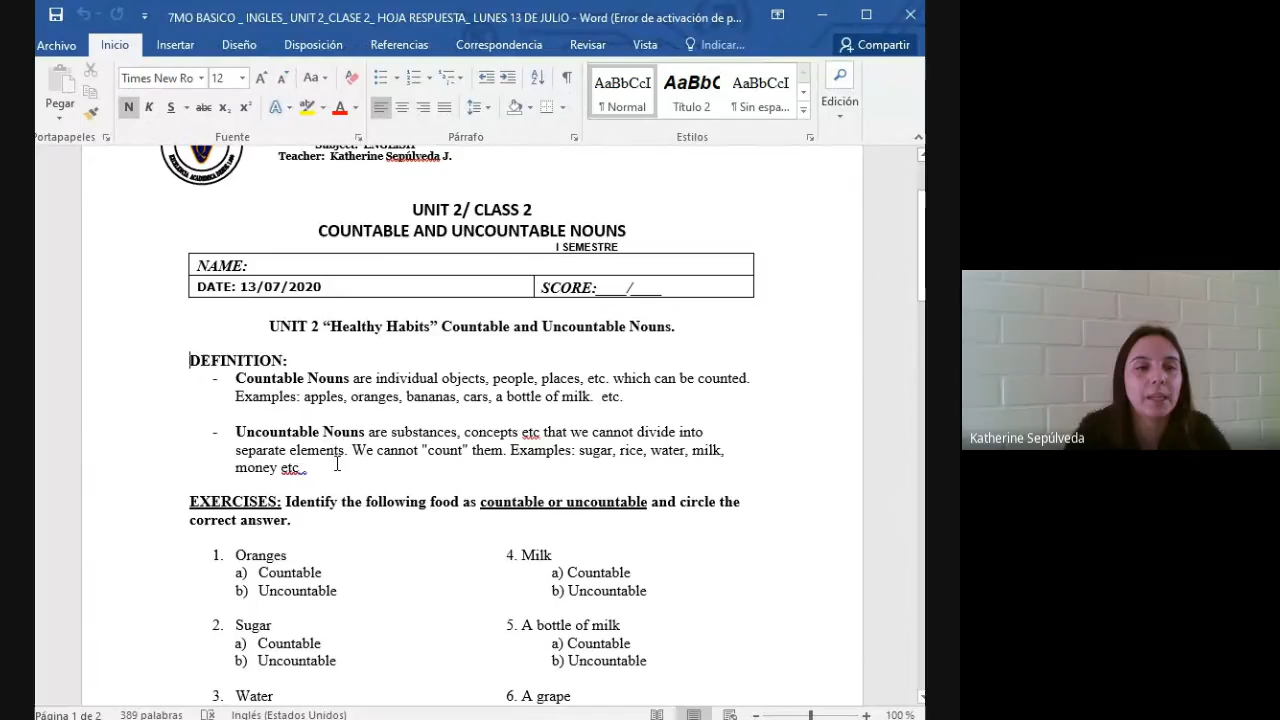 7MO BASICO _ INGLES_ UNIT 2_CLASE 2_ HOJA RESPUESTA_ LUNES 13 DE JULIO - Word (Error de activación de p...
Archivo Inicio Insertar Diseño Disposición Referencias Correspondencia Revisar Vista Indicar... Compartir
Times New Ro 12 Aa
AaBbCcI AaBbC AaBbCcI
Pegar N K S abc x₂ x² A A ¶ Normal Título 2 ¶ Sin espa... Edición
Portapapeles Fuente Párrafo Estilos
Subject: ENGLISH
Teacher: Katherine Sepúlveda J.
UNIT 2/ CLASS 2
COUNTABLE AND UNCOUNTABLE NOUNS
I SEMESTRE
NAME:
DATE: 13/07/2020 SCORE:____/____
UNIT 2 “Healthy Habits” Countable and Uncountable Nouns.
DEFINITION:
- Countable Nouns are individual objects, people, places, etc. which can be counted.
Examples: apples, oranges, bananas, cars, a bottle of milk. etc.
- Uncountable Nouns are substances, concepts etc that we cannot divide into
separate elements. We cannot "count" them. Examples: sugar, rice, water, milk,
money etc .
EXERCISES: Identify the following food as countable or uncountable and circle the
correct answer.
1. Oranges
a) Countable
b) Uncountable
2. Sugar
a) Countable
b) Uncountable
3. Water
4. Milk
a) Countable
b) Uncountable
5. A bottle of milk
a) Countable
b) Uncountable
6. A grape
Página 1 de 2 389 palabras Inglés (Estados Unidos) 100 %
Katherine Sepúlveda